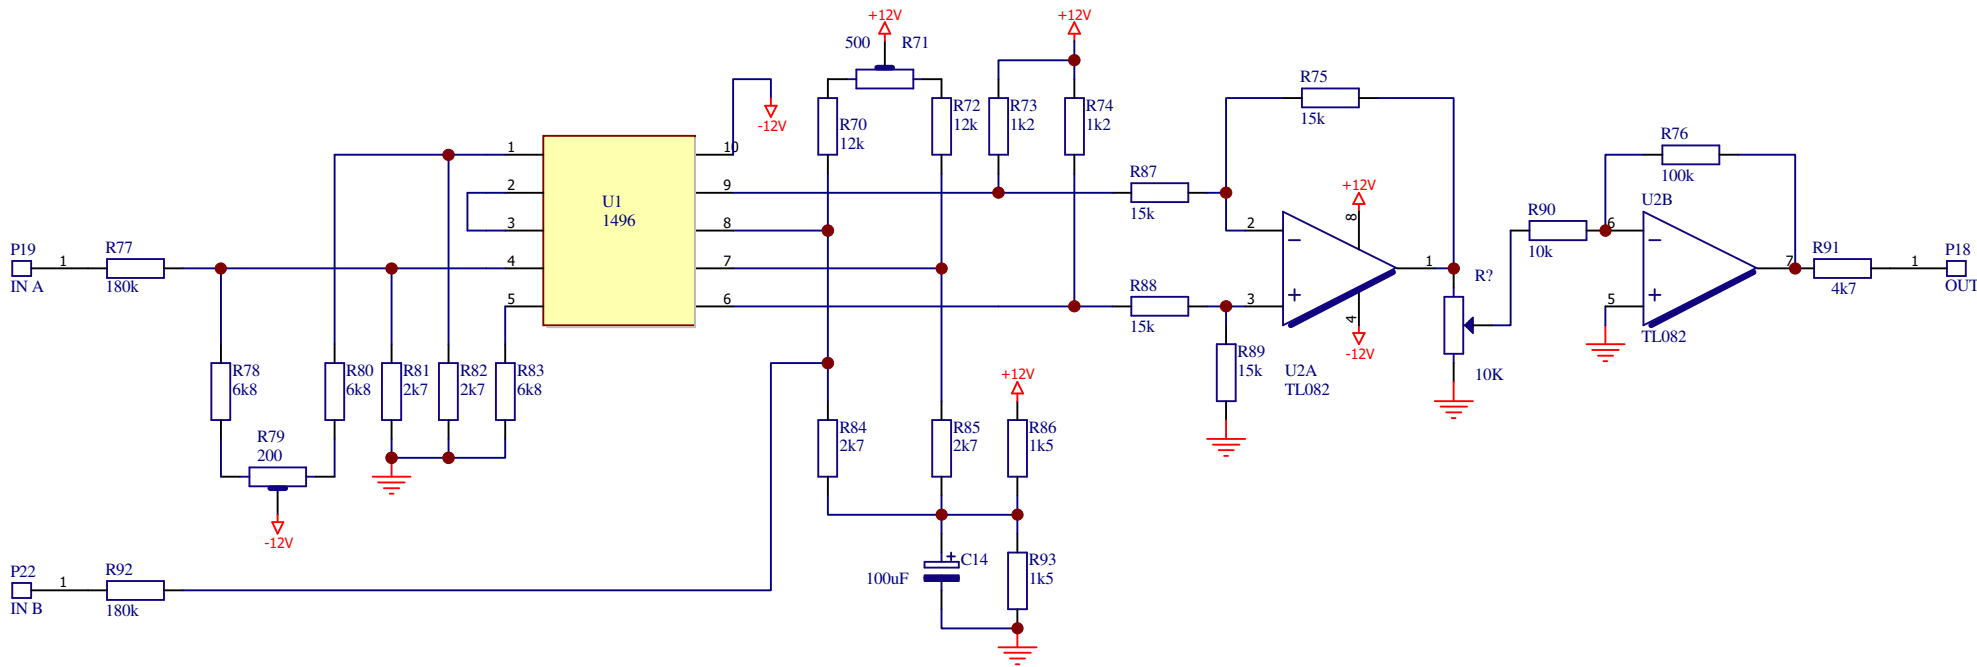 +12V
500
R71
+12V
R70
12k
R72
12k
R73
1k2
R74
1k2
-12V
R75
15k
R76
100k
U1
1496
1
2
3
4
5
10
9
8
7
6
P19
1
IN A
R77
180k
R78
6k8
R80
6k8
R81
2k7
R82
2k7
R83
6k8
R79
200
-12V
P22
1
IN B
R92
180k
R84
2k7
R85
2k7
+12V
R86
1k5
C14
+
100uF
R93
1k5
R87
15k
R88
15k
R89
15k
2
3
−
+
+12V
8
4
-12V
1
U2A
TL082
R?
10K
R90
10k
U2B
6
5
−
+
7
TL082
R91
4k7
P18
1
OUT